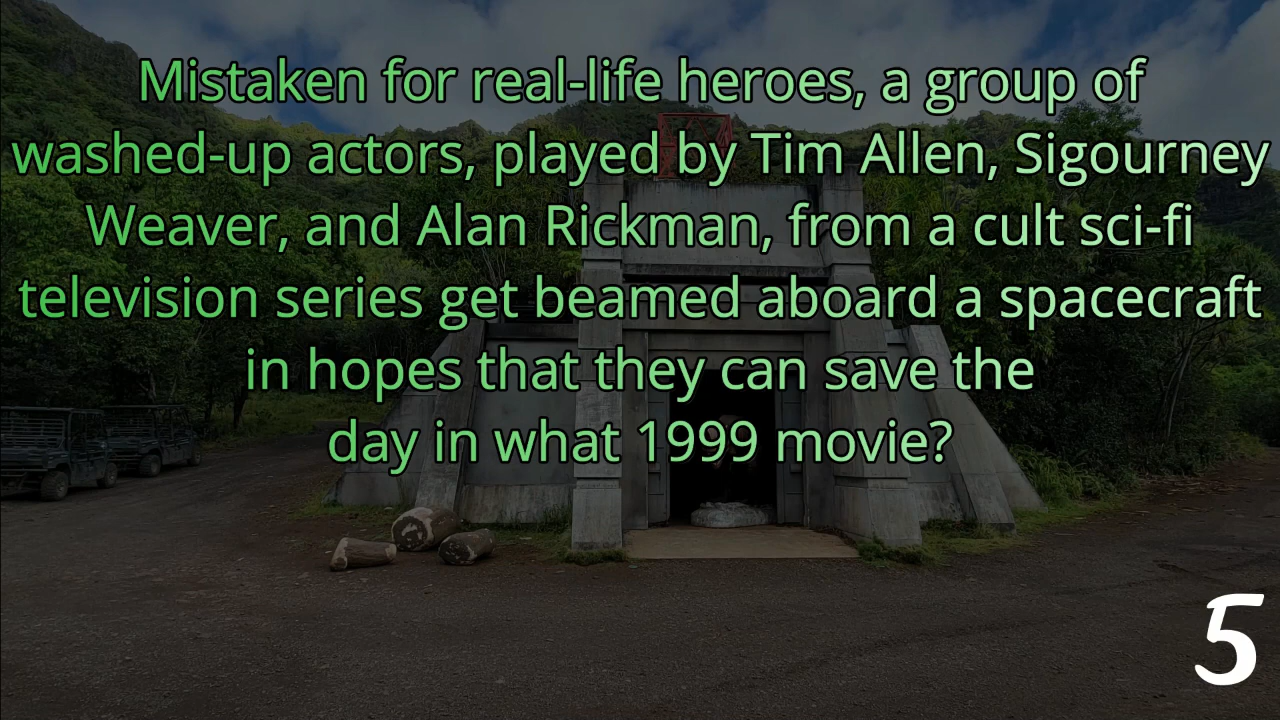 Mistaken for real-life heroes, a group of
washed-up actors, played by Tim Allen, Sigourney
Weaver, and Alan Rickman, from a cult sci-fi
television series get beamed aboard a spacecraft
in hopes that they can save the
day in what 1999 movie?
5